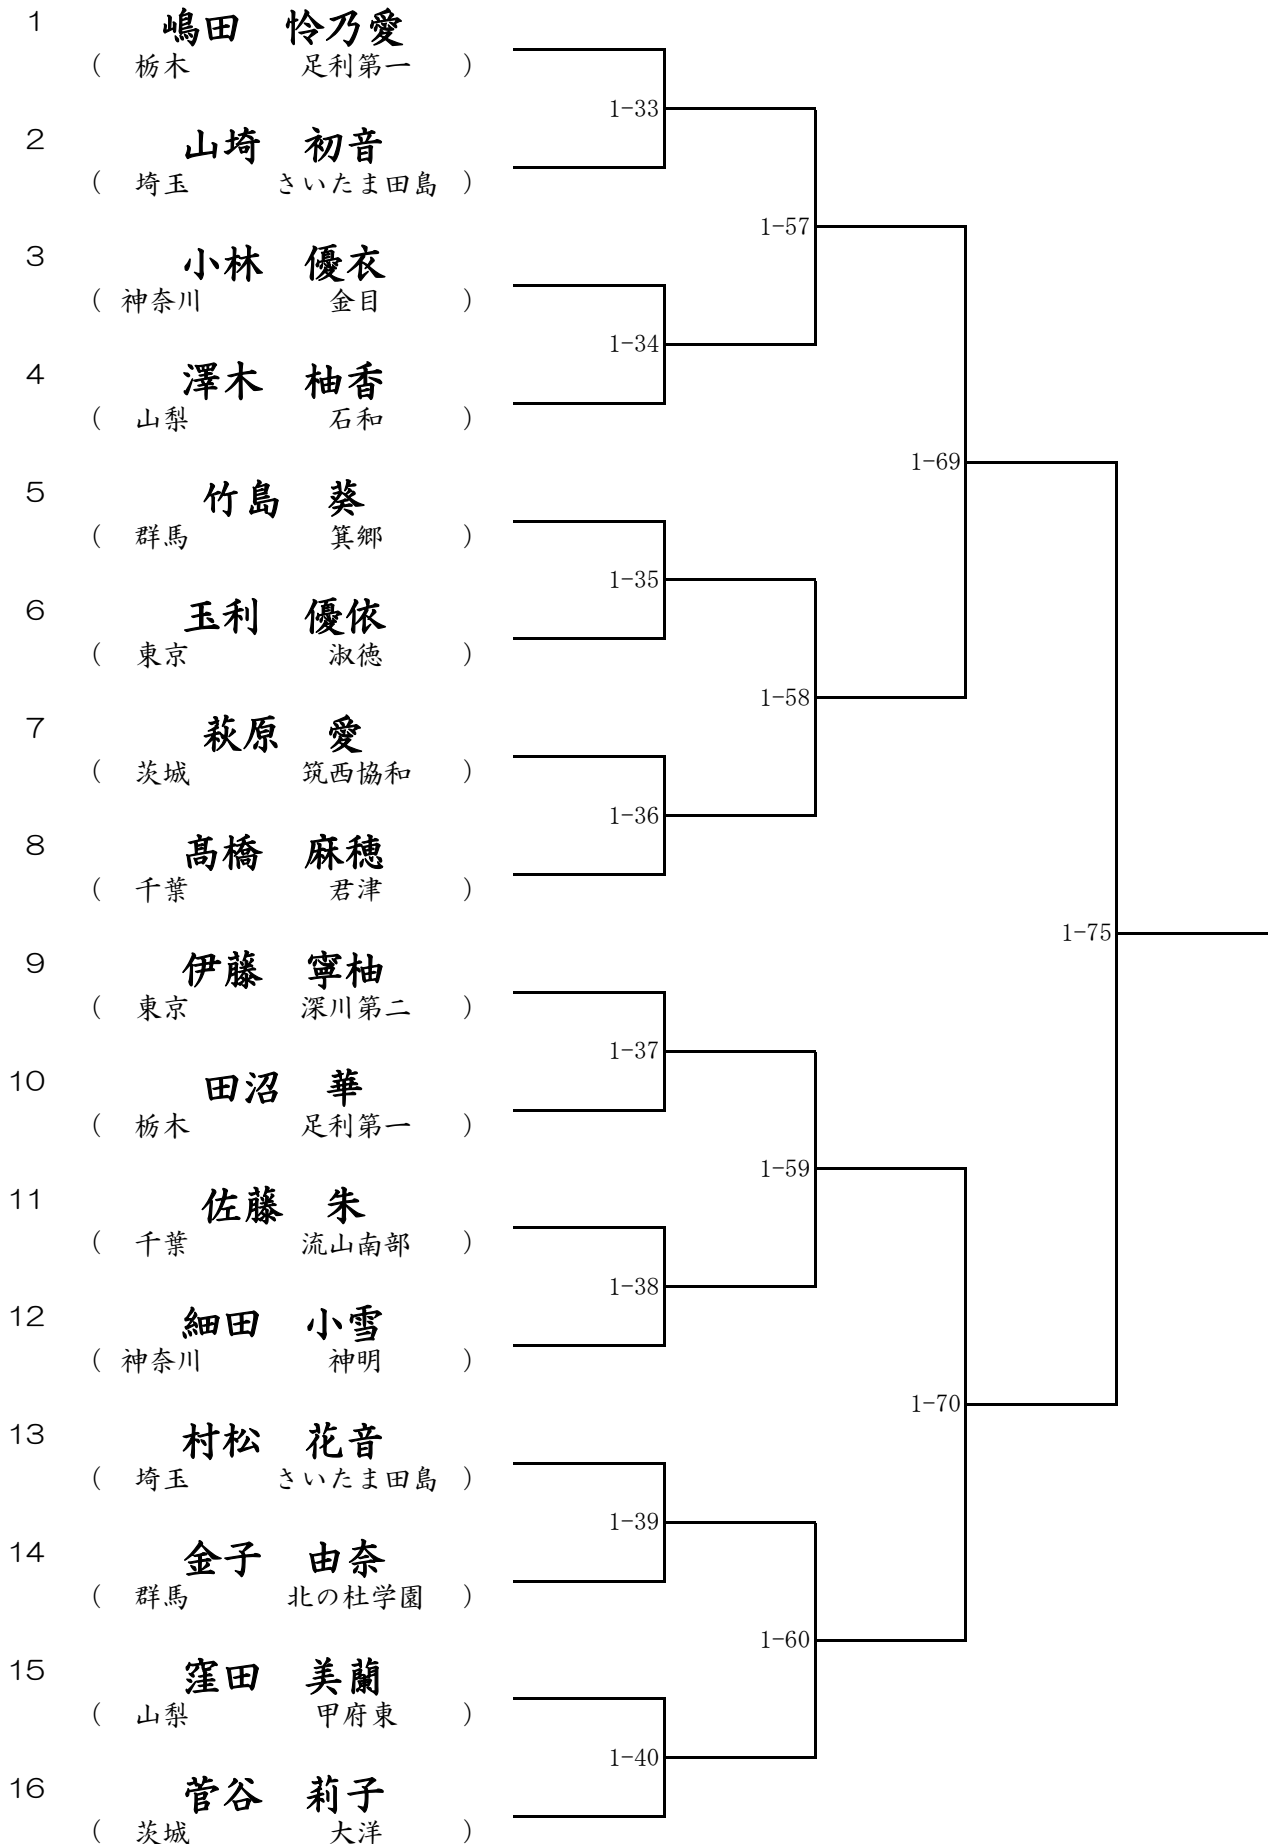 1 嶋田 怜乃愛
( 栃木 足利第一 )
1-33
2 山埼 初音
( 埼玉 さいたま田島 )
1-57
3 小林 優衣
( 神奈川 金目 )
1-34
4 澤木 柚香
( 山梨 石和 )
1-69
5 竹島 葵
( 群馬 箕郷 )
1-35
6 玉利 優依
( 東京 淑徳 )
1-58
7 萩原 愛
( 茨城 筑西協和 )
1-36
8 髙橋 麻穂
( 千葉 君津 )
1-75
9 伊藤 寧柚
( 東京 深川第二 )
1-37
10 田沼 華
( 栃木 足利第一 )
1-59
11 佐藤 朱
( 千葉 流山南部 )
1-38
12 細田 小雪
( 神奈川 神明 )
1-70
13 村松 花音
( 埼玉 さいたま田島 )
1-39
14 金子 由奈
( 群馬 北の杜学園 )
1-60
15 窪田 美蘭
( 山梨 甲府東 )
1-40
16 菅谷 莉子
( 茨城 大洋 )